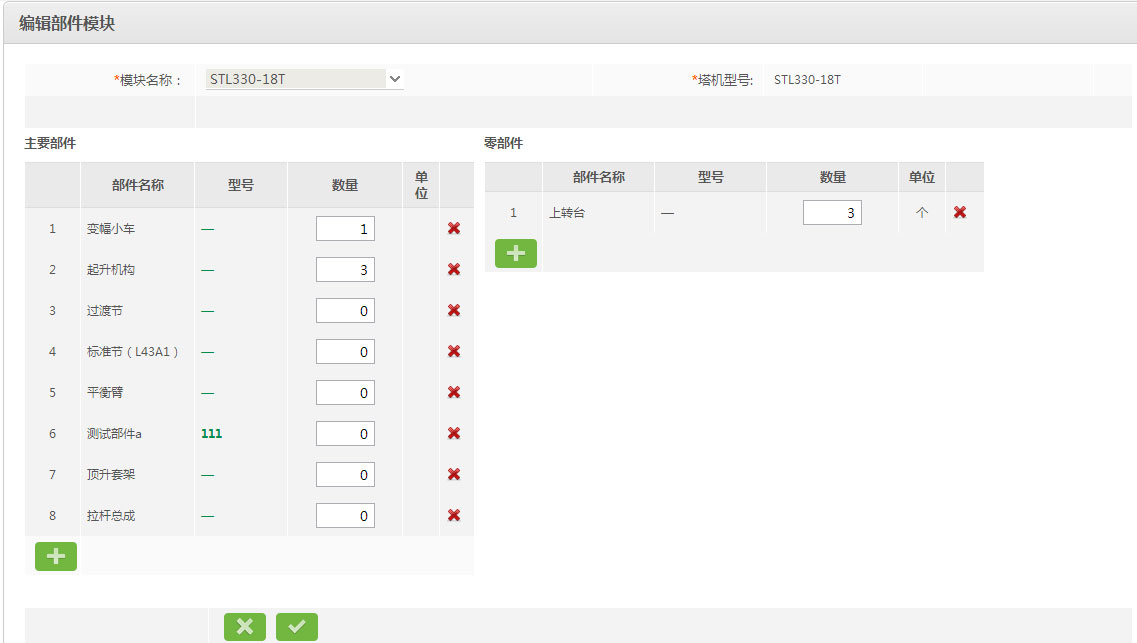 编辑部件模块
*模块名称： STL330-18T *塔机型号: STL330-18T
主要部件
部件名称 型号 数量 单位
1 变幅小车 — 1
2 起升机构 — 3
3 过渡节 — 0
4 标准节（L43A1） — 0
5 平衡臂 — 0
6 测试部件a 111 0
7 顶升套架 — 0
8 拉杆总成 — 0
零部件
部件名称 型号 数量 单位
1 上转台 — 3 个